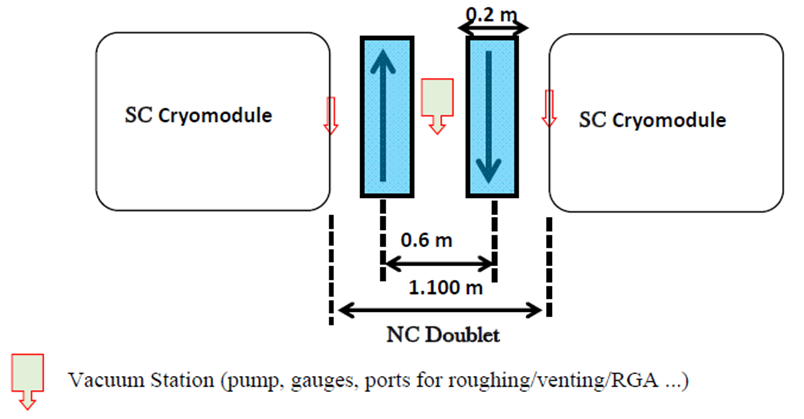 0.2 m
SC Cryomodule
SC Cryomodule
0.6 m
1.100 m
NC Doublet
Vacuum Station (pump, gauges, ports for roughing/venting/RGA ...)